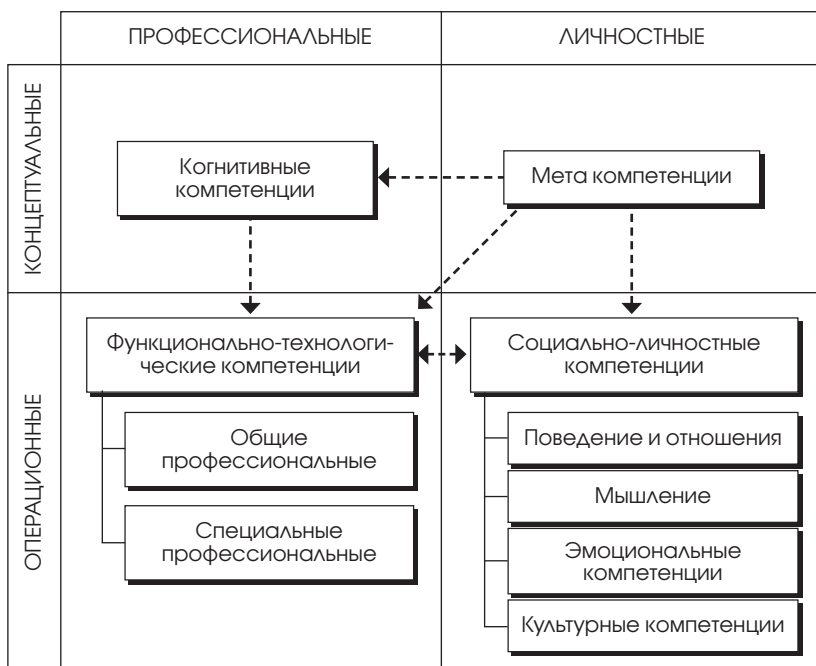 ПРОФЕССИОНАЛЬНЫЕ
ЛИЧНОСТНЫЕ
КОНЦЕПТУАЛЬНЫЕ
Когнитивные
компетенции
Мета компетенции
ОПЕРАЦИОННЫЕ
Функционально-технологи-
ческие компетенции
Общие
профессиональные
Специальные
профессиональные
Социально-личностные
компетенции
Поведение и отношения
Мышление
Эмоциональные
компетенции
Культурные компетенции